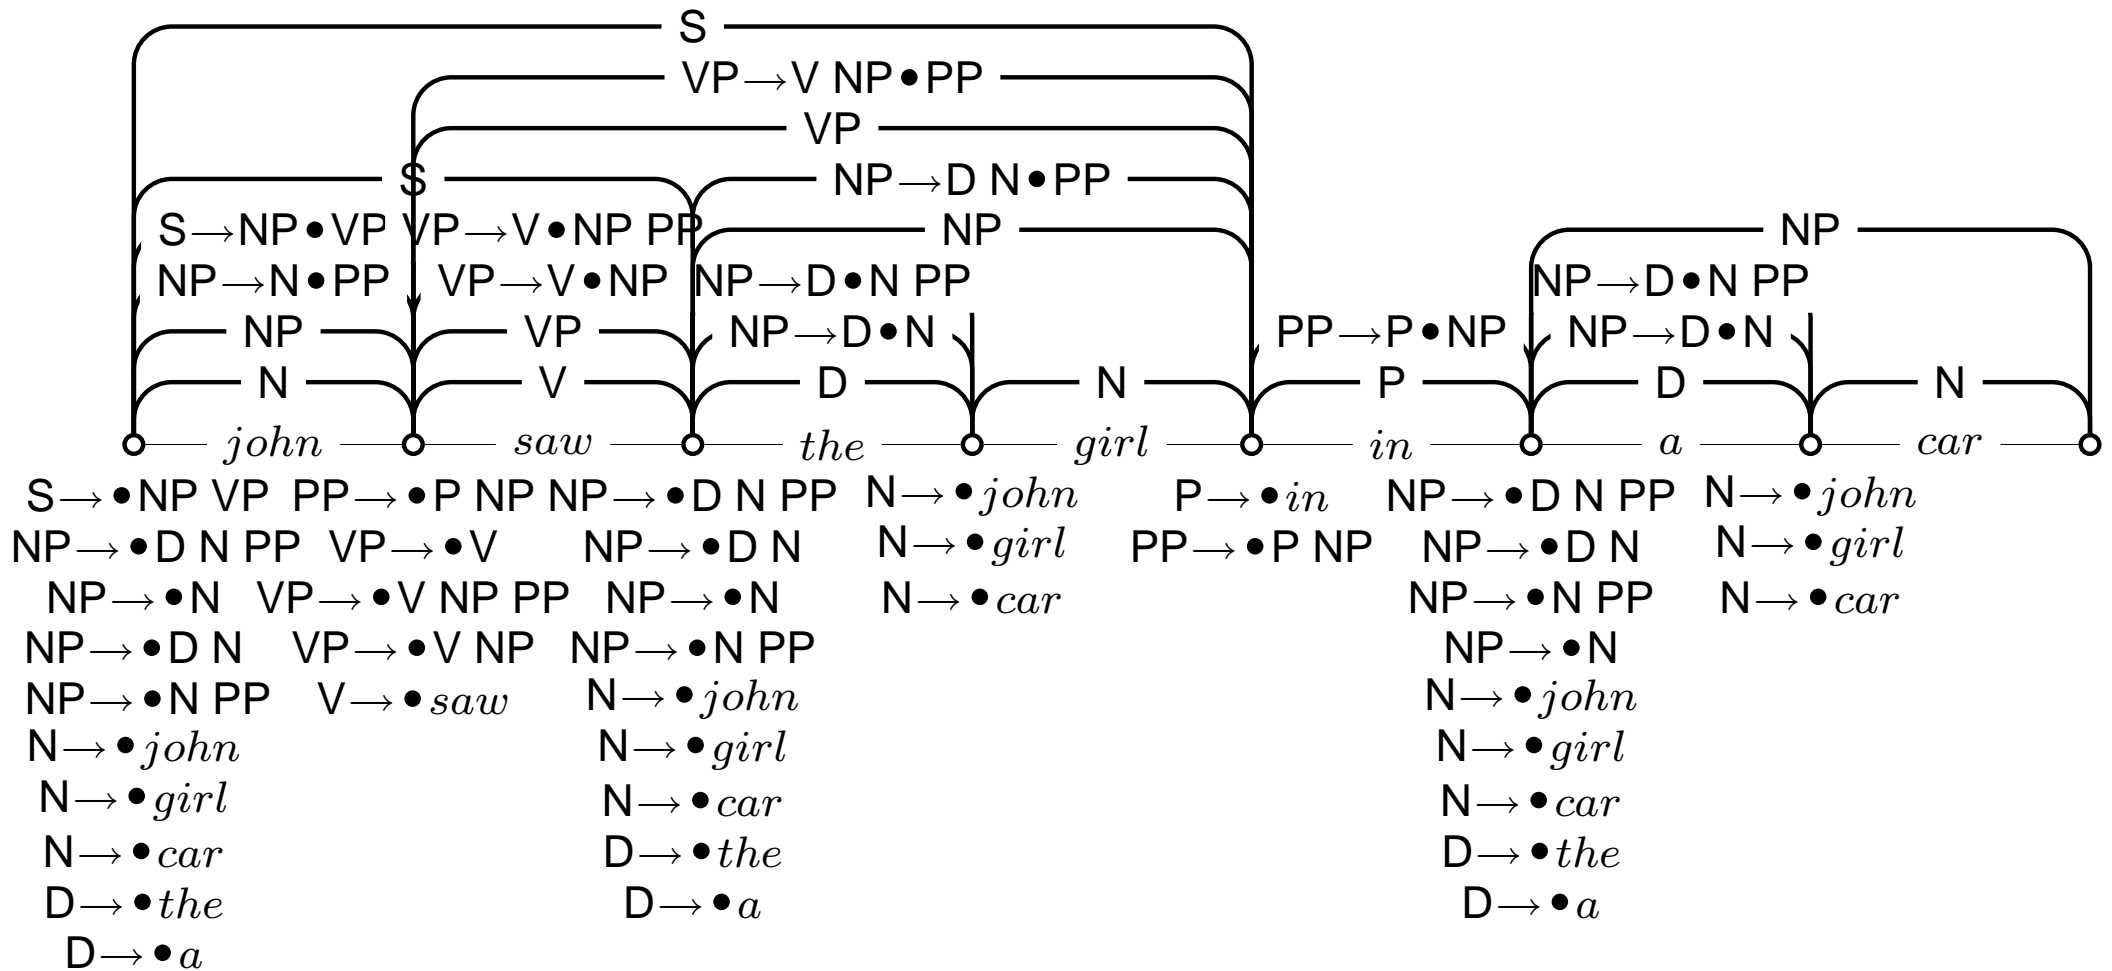 S
VP→V NP•PP
VP
S NP→D N•PP
S→NP•VP VP→V•NP PP NP NP
NP→N•PP VP→V•NP NP→D•N PP NP→D•N PP
NP VP NP→D•N PP→P•NP NP→D•N
N V D N P D N
john saw the girl in a car
S→•NP VP PP→•P NP NP→•D N PP N→•john P→•in NP→•D N PP N→•john
NP→•D N PP VP→•V NP→•D N N→•girl PP→•P NP NP→•D N N→•girl
NP→•N VP→•V NP PP NP→•N N→•car NP→•N PP N→•car
NP→•D N VP→•V NP NP→•N PP NP→•N
NP→•N PP V→•saw N→•john N→•john
N→•john N→•girl N→•girl
N→•girl N→•car N→•car
N→•car D→•the D→•the
D→•the D→•a D→•a
D→•a